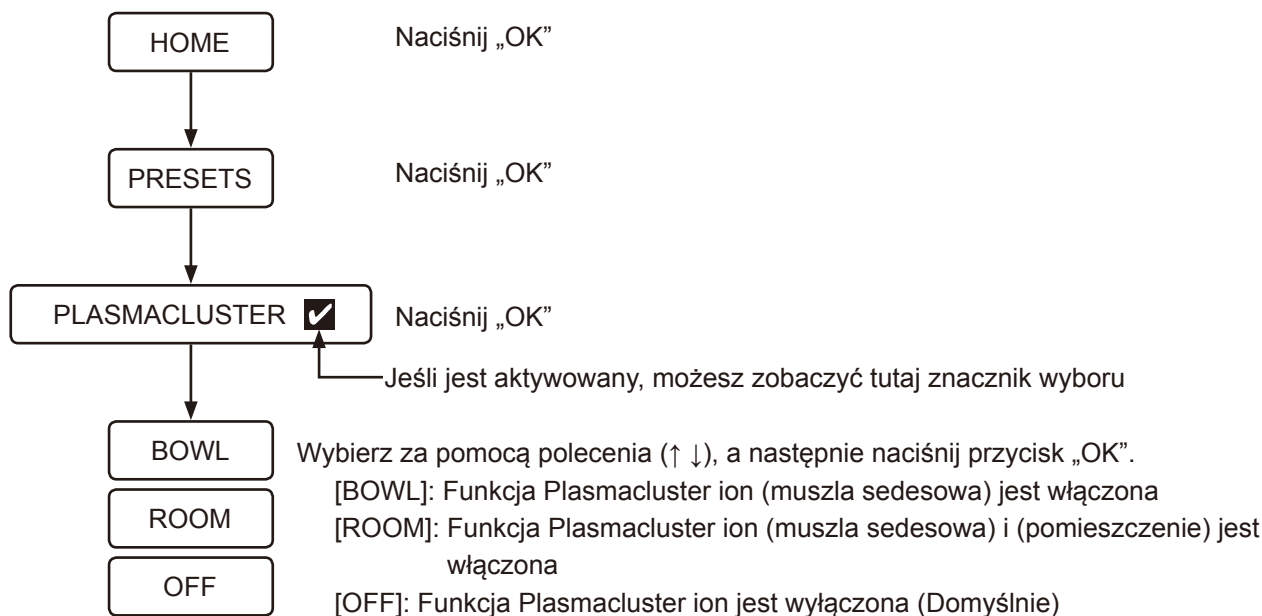 HOME
Naciśnij „OK”
PRESETS
Naciśnij „OK”
PLASMACLUSTER ✔
Naciśnij „OK”
Jeśli jest aktywowany, możesz zobaczyć tutaj znacznik wyboru
BOWL
Wybierz za pomocą polecenia (↑ ↓), a następnie naciśnij przycisk „OK”.
[BOWL]: Funkcja Plasmacluster ion (muszla sedesowa) jest włączona
ROOM
[ROOM]: Funkcja Plasmacluster ion (muszla sedesowa) i (pomieszczenie) jest
włączona
OFF
[OFF]: Funkcja Plasmacluster ion jest wyłączona (Domyślnie)